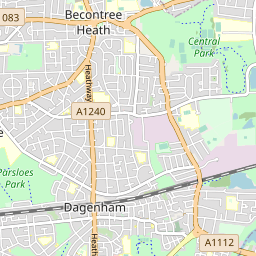 083
Becontree
Heath
Central
Park
Heathway
A1240
e
Parsloes
Park
Dagenham
Heath
A1112